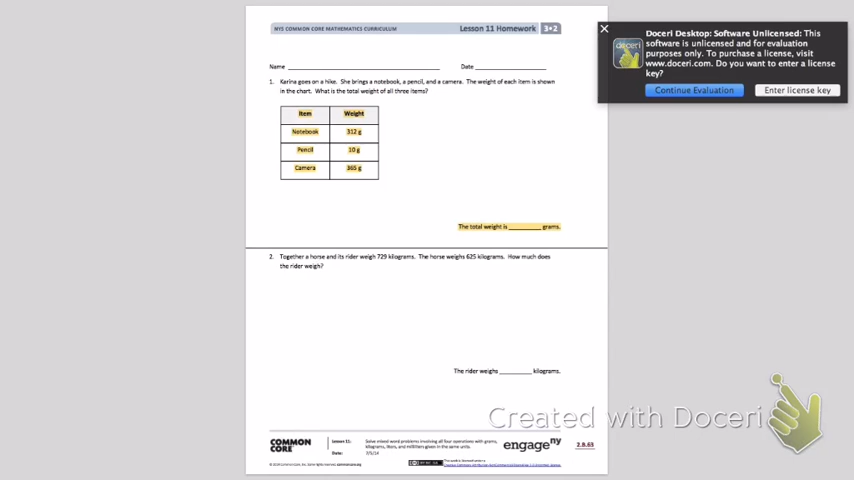 NYS COMMON CORE MATHEMATICS CURRICULUM
Lesson 11 Homework 3•2
Name
Date
1. Karina goes on a hike. She brings a notebook, a pencil, and a camera. The weight of each item is shown
in the chart. What is the total weight of all three items?
Item Weight
Notebook 312 g
Pencil 10 g
Camera 365 g
The total weight is __________ grams.
2. Together a horse and its rider weigh 729 kilograms. The horse weighs 625 kilograms. How much does
the rider weigh?
The rider weighs __________ kilograms.
COMMON
CORE
Lesson 11:
Solve mixed word problems involving all four operations with grams,
kilograms, liters, and milliliters given in the same units.
Date: 7/5/14
engageny
2.B.63
Doceri Desktop: Software Unlicensed: This
software is unlicensed and for evaluation
purposes only. To purchase a license, visit
www.doceri.com. Do you want to enter a license
key?
Continue Evaluation
Enter license key
doceri
Created with Doceri